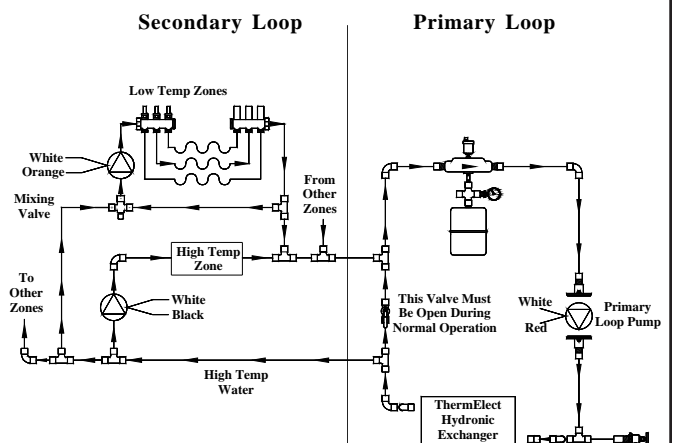 Secondary Loop
Primary Loop
Low Temp Zones
White
Orange
Mixing
Valve
From
Other
Zones
High Temp
Zone
To
Other
Zones
White
Black
High Temp
Water
This Valve Must
Be Open During
Normal Operation
White
Red
Primary
Loop Pump
ThermElect
Hydronic
Exchanger